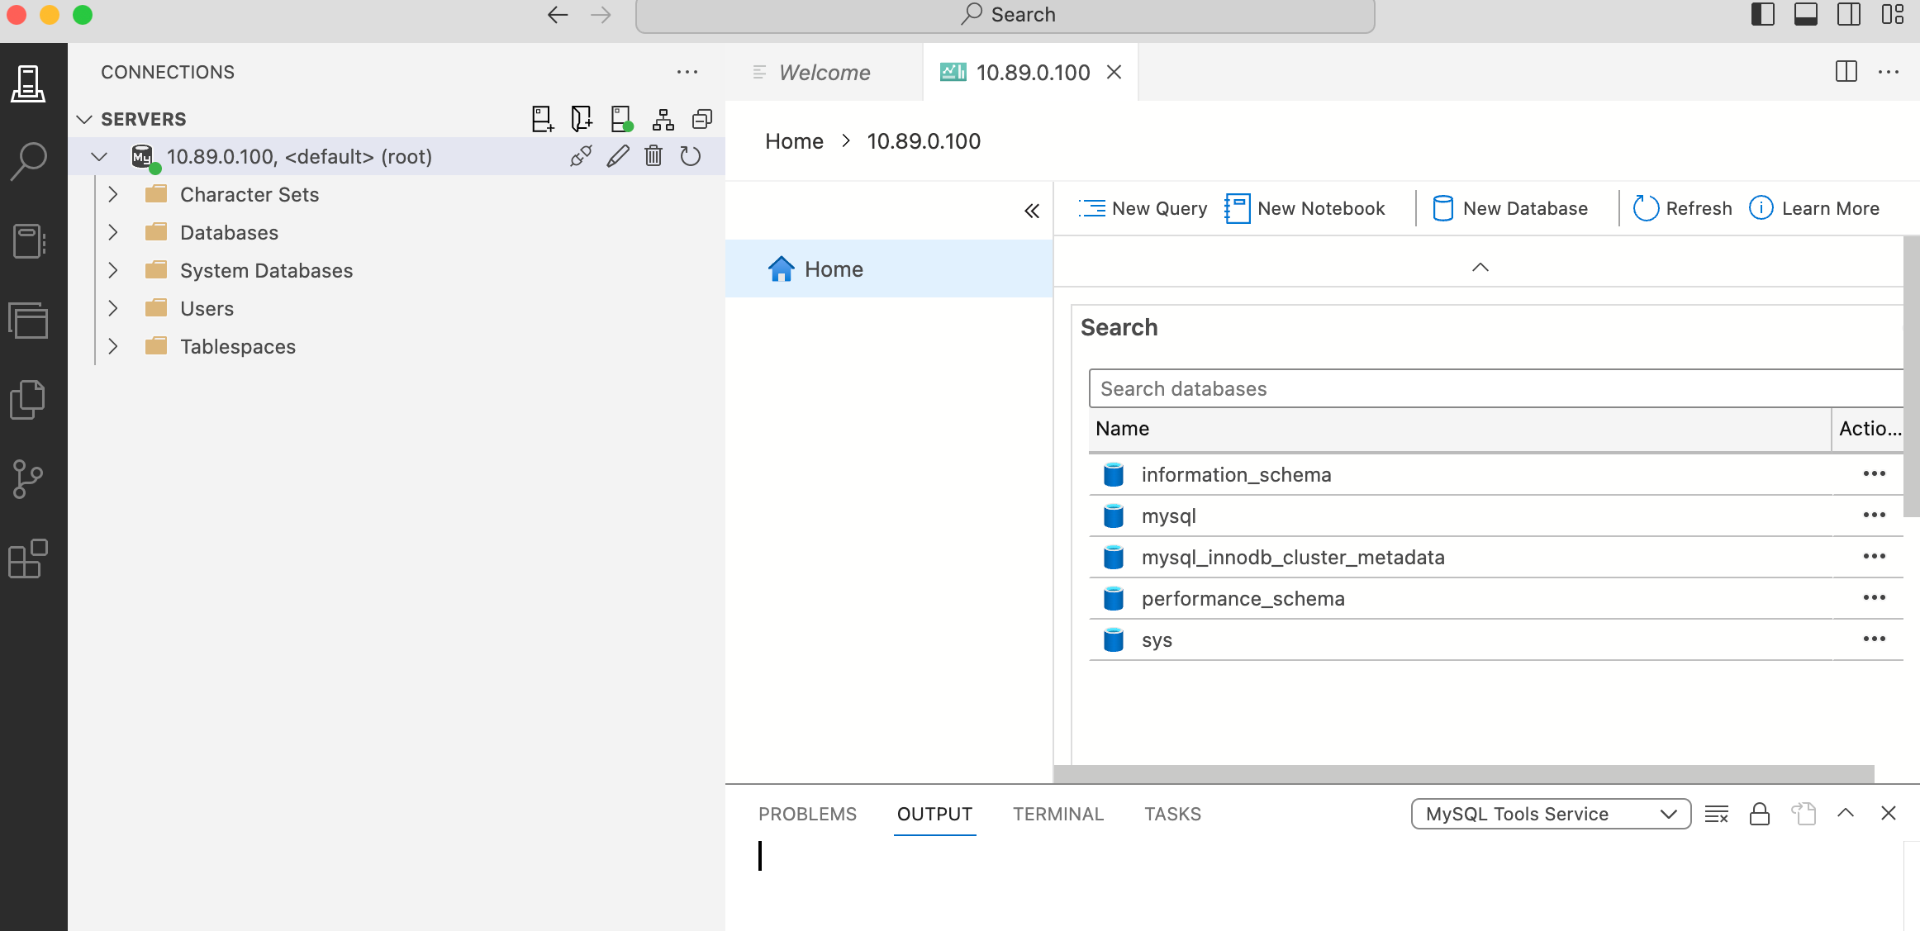 Search
CONNECTIONS
Welcome
10.89.0.100
SERVERS
My 10.89.0.100, <default> (root)
Character Sets
Databases
System Databases
Users
Tablespaces
Home > 10.89.0.100
New Query New Notebook New Database Refresh Learn More
Home
Search
Search databases
Name Actio...
information_schema
mysql
mysql_innodb_cluster_metadata
performance_schema
sys
PROBLEMS OUTPUT TERMINAL TASKS MySQL Tools Service